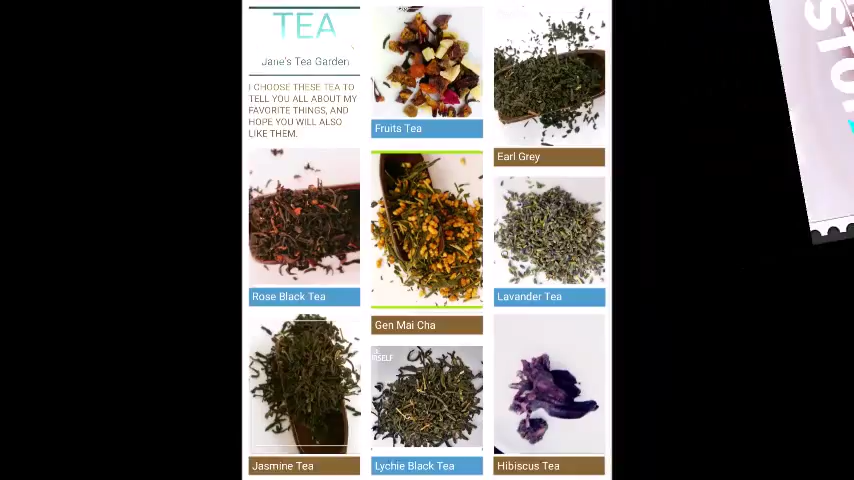 TEA
Jane's Tea Garden
I CHOOSE THESE TEA TO
TELL YOU ALL ABOUT MY
FAVORITE THINGS, AND
HOPE YOU WILL ALSO
LIKE THEM.
Fruits Tea
Earl Grey
Rose Black Tea
Gen Mai Cha
Lavander Tea
Jasmine Tea
Lychie Black Tea
Hibiscus Tea